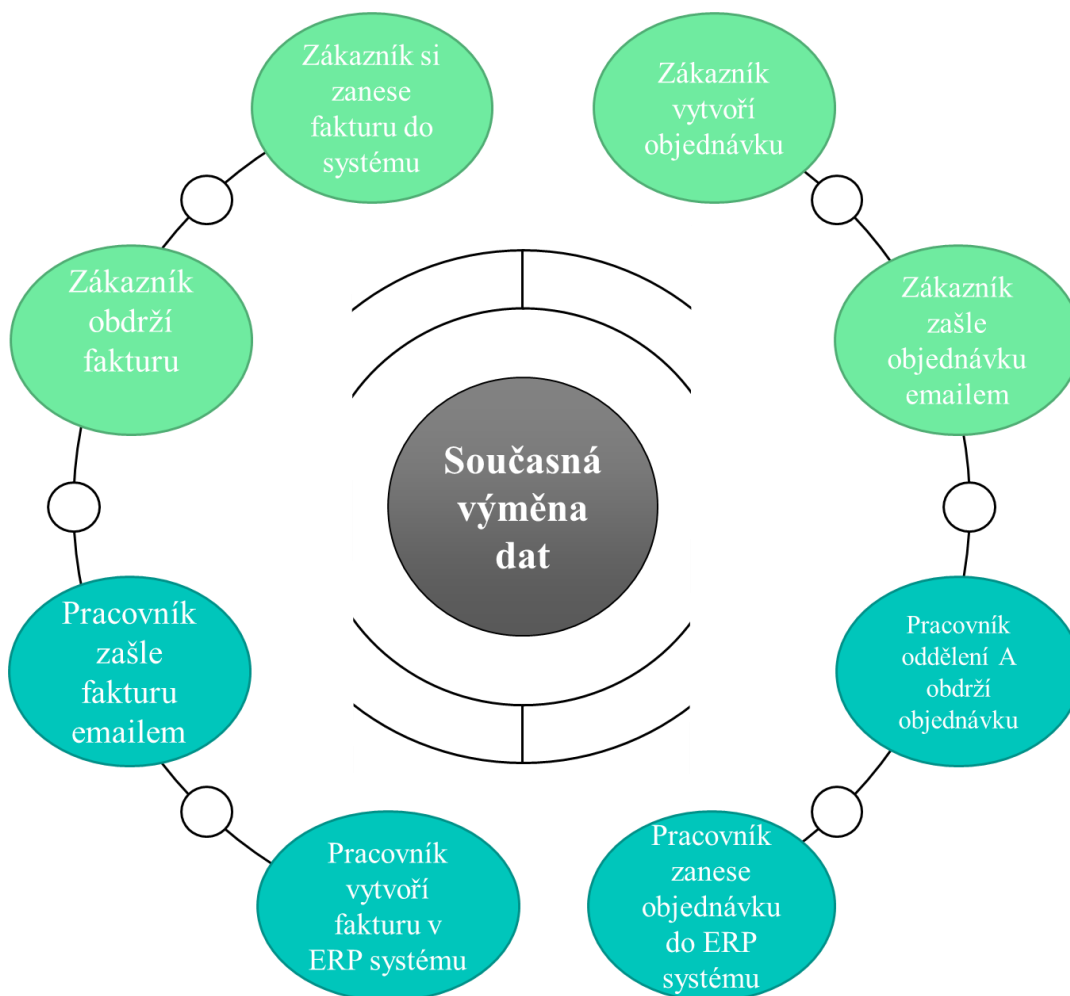 Zákazník si
zanese
fakturu do
systému
Zákazník
vytvoří
objednávku
Zákazník
obdrží
fakturu
Zákazník
zašle
objednávku
emailem
Současná
výměna
dat
Pracovník
zašle
fakturu
emailem
Pracovník
oddělení A
obdrží
objednávku
Pracovník
vytvoří
fakturu v
ERP systému
Pracovník
zanese
objednávku
do ERP
systému